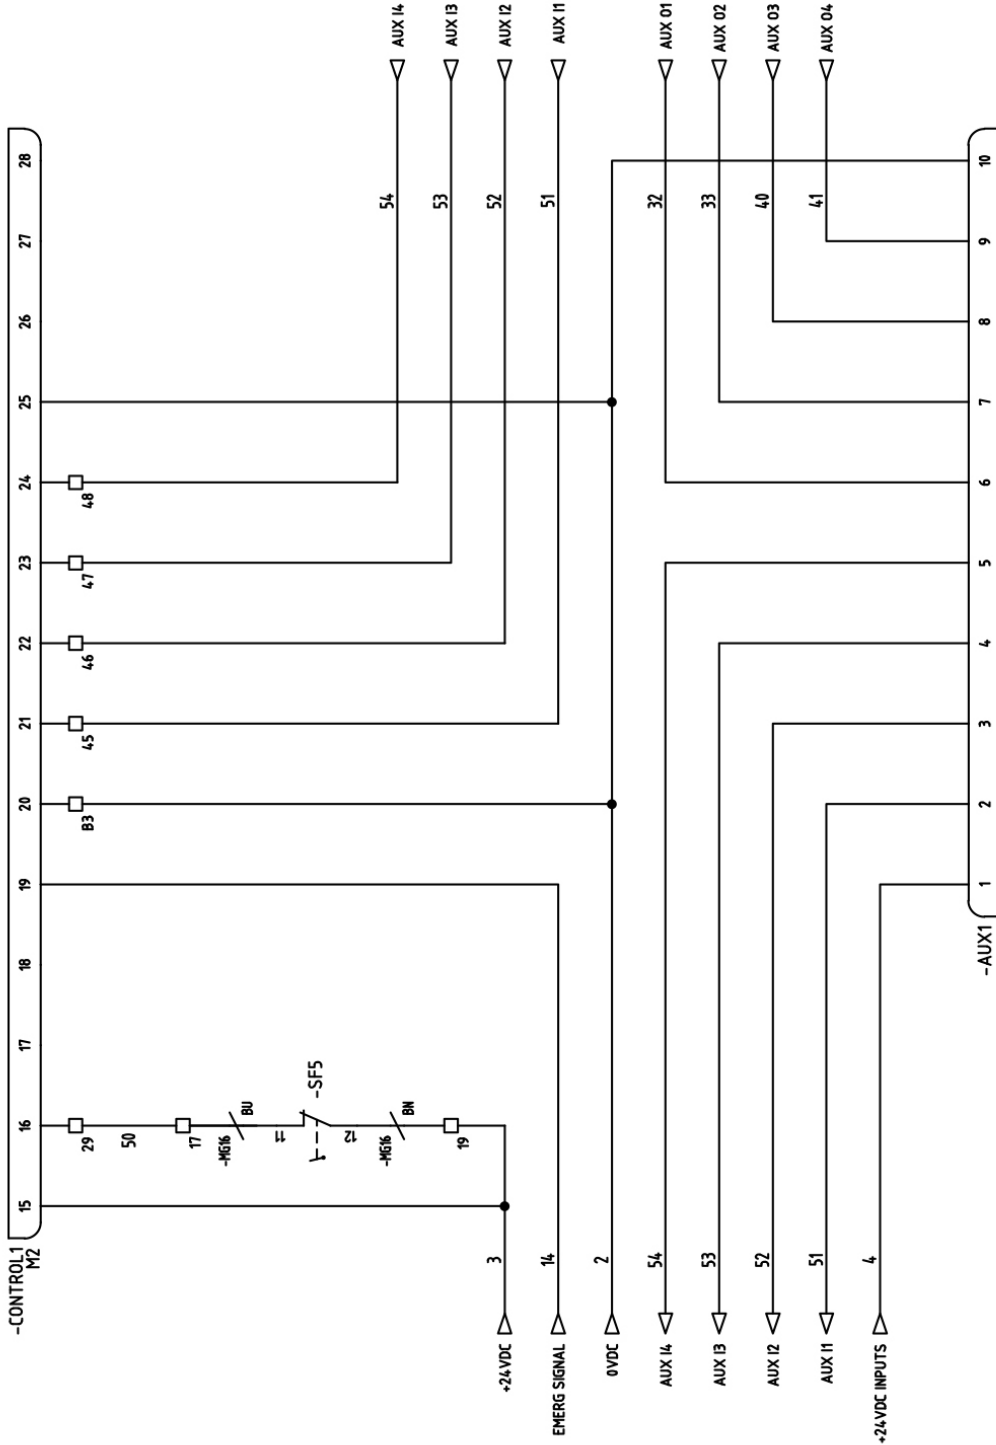 -CONTROL1
M2
15 16 17 18 19 20 21 22 23 24 25 26 27 28
29 B3 45 46 47 48
50
17
-MG16
BU
11
-SF5
12
-MG16
BN
54
AUX I4
53
AUX I3
19
3 52
+24VDC AUX I2
14 51
EMERG SIGNAL AUX I1
2
0VDC
54 32
AUX I4 AUX O1
53 33
AUX I3 AUX O2
52 40
AUX I2 AUX O3
51 41
AUX I1 AUX O4
4
+24VDC INPUTS
-AUX1
1 2 3 4 5 6 7 8 9 10